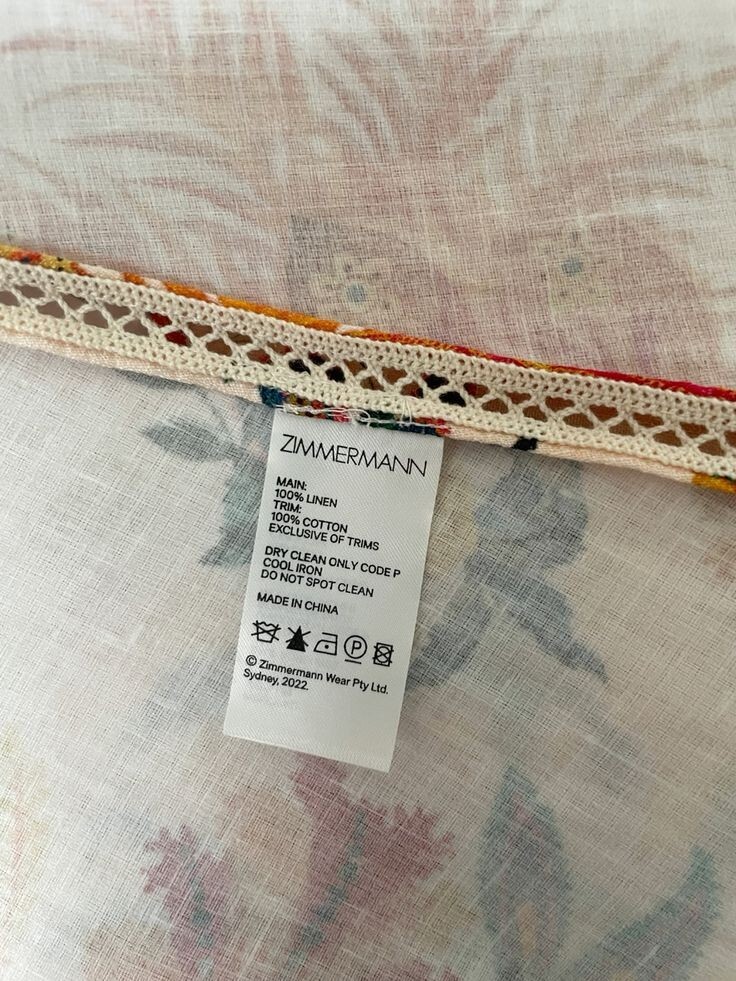 ZIMMERMANN
MAIN:
100% LINEN
TRIM:
100% COTTON
EXCLUSIVE OF TRIMS
DRY CLEAN ONLY CODE P
COOL IRON
DO NOT SPOT CLEAN
MADE IN CHINA
P
© Zimmermann Wear Pty Ltd.
Sydney, 2022.